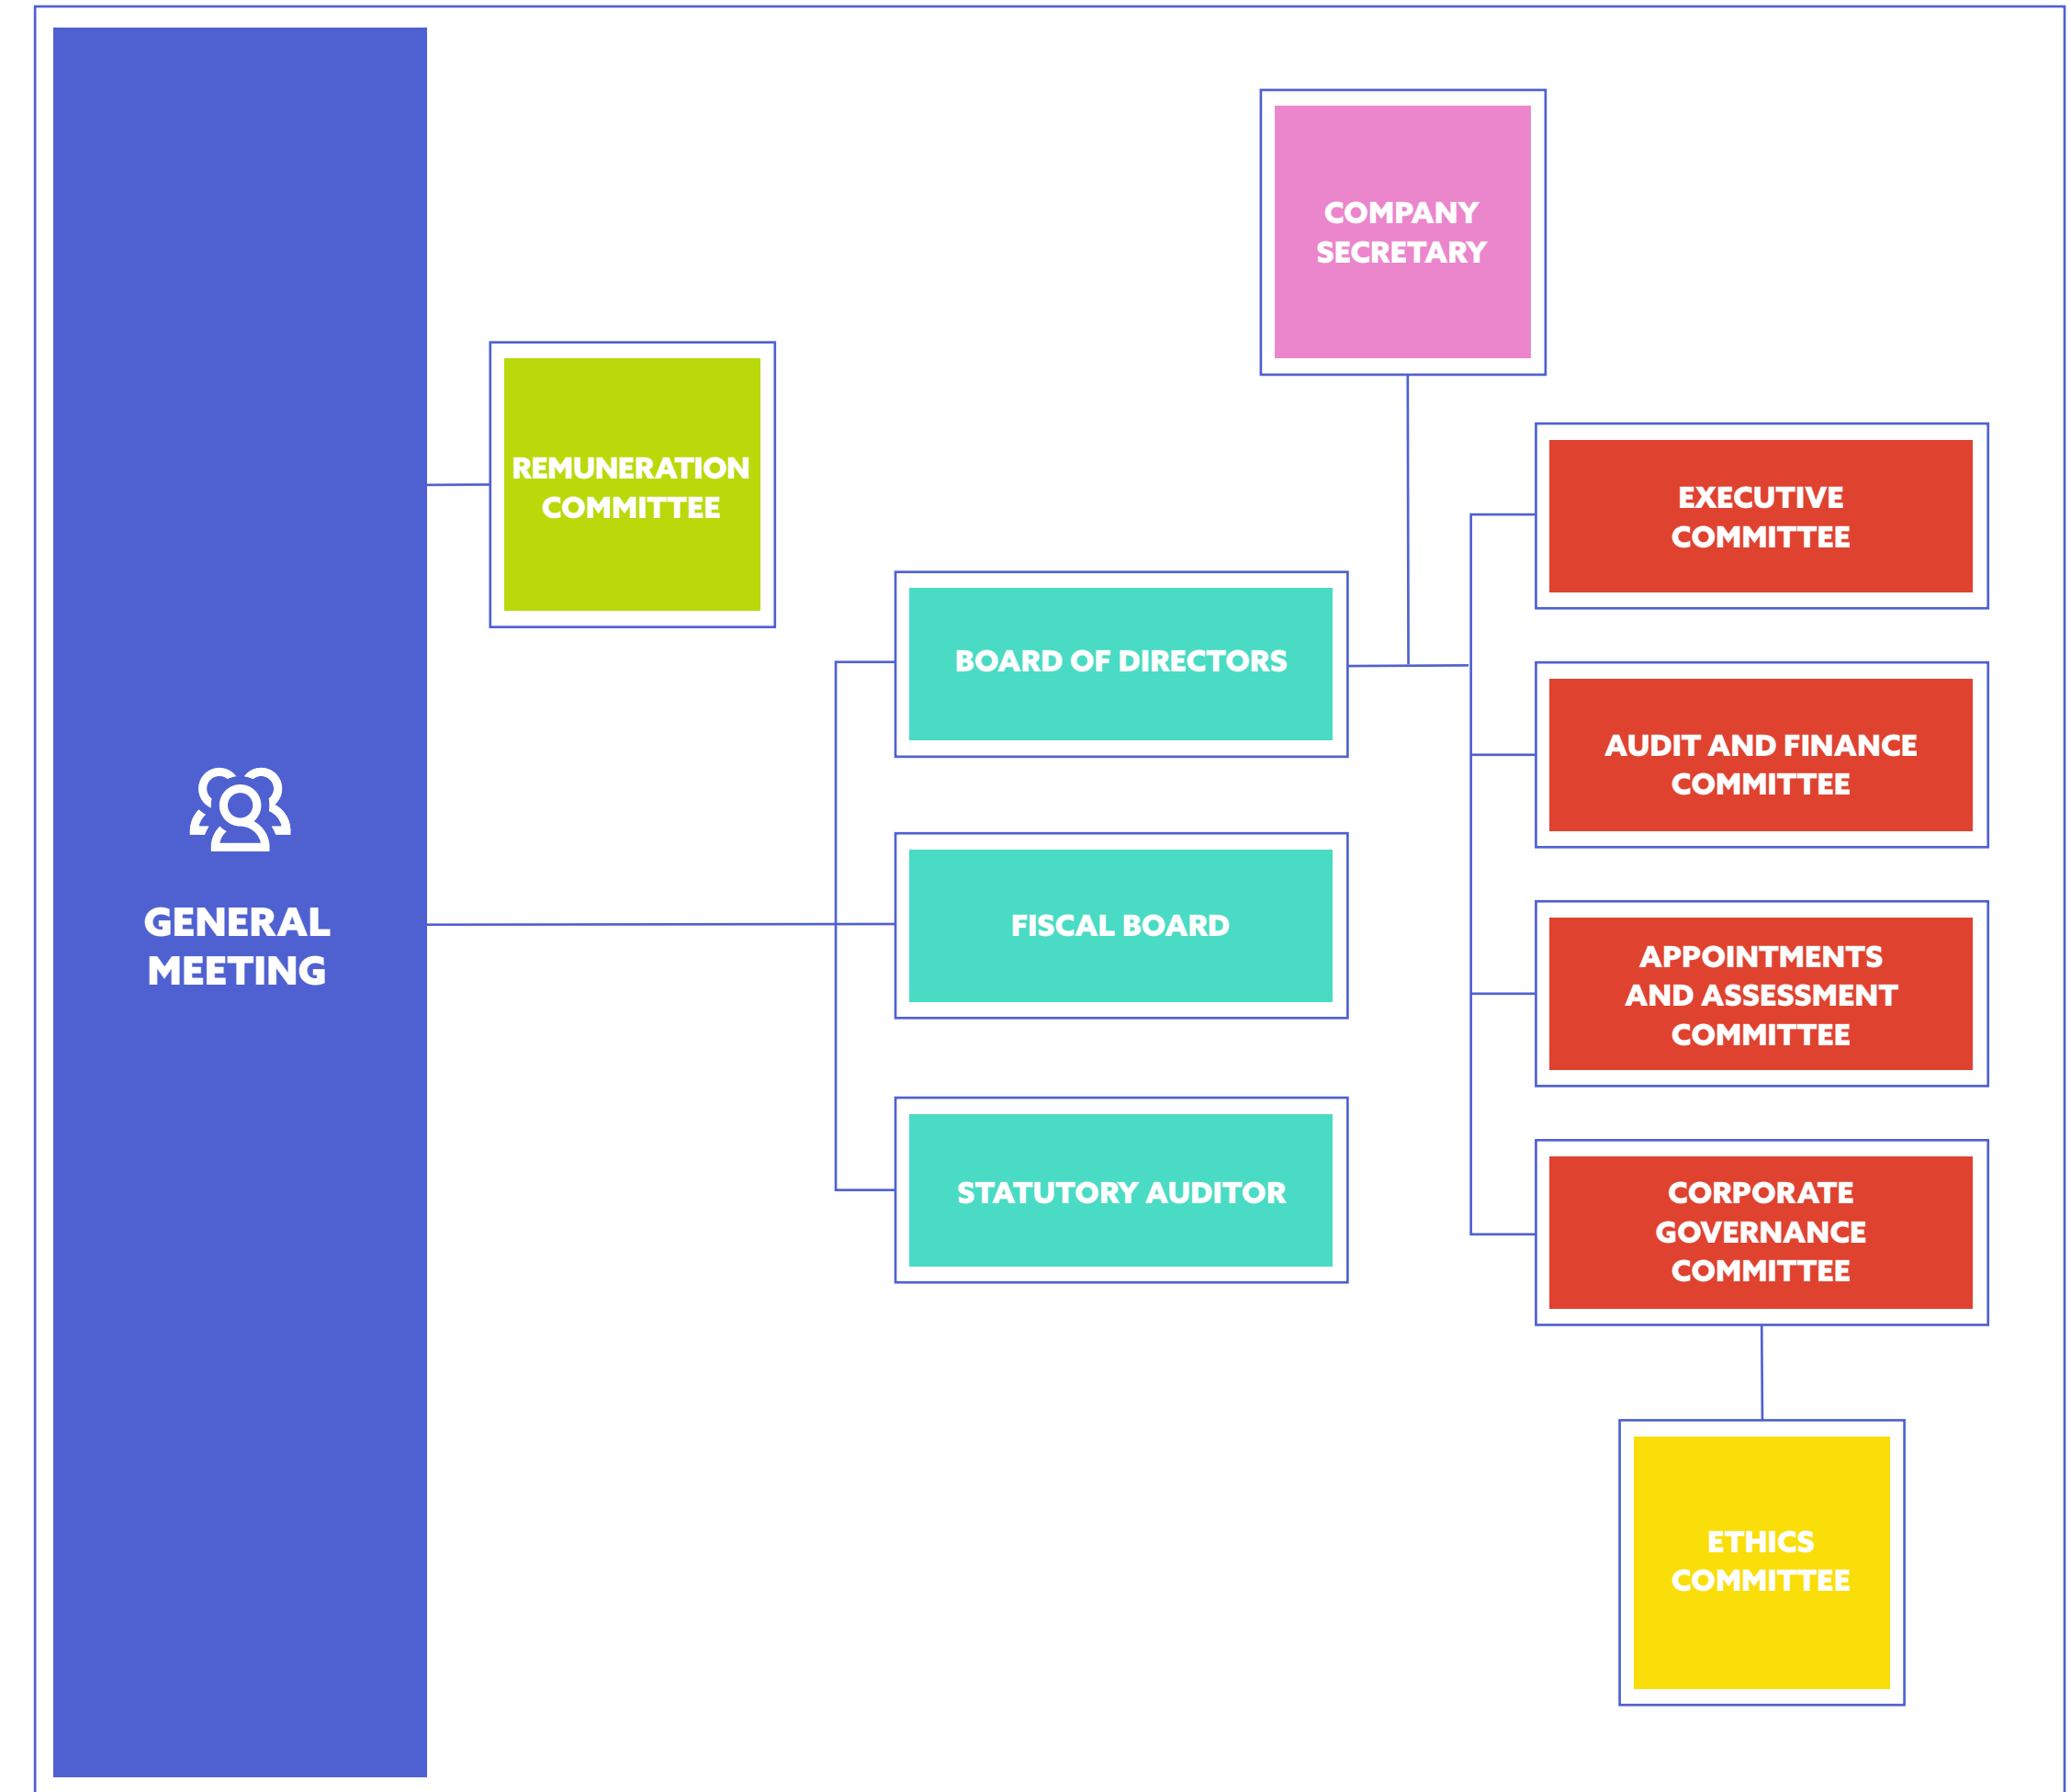 GENERAL
MEETING
REMUNERATION
COMMITTEE
COMPANY
SECRETARY
BOARD OF DIRECTORS
FISCAL BOARD
STATUTORY AUDITOR
EXECUTIVE
COMMITTEE
AUDIT AND FINANCE
COMMITTEE
APPOINTMENTS
AND ASSESSMENT
COMMITTEE
CORPORATE
GOVERNANCE
COMMITTEE
ETHICS
COMMITTEE